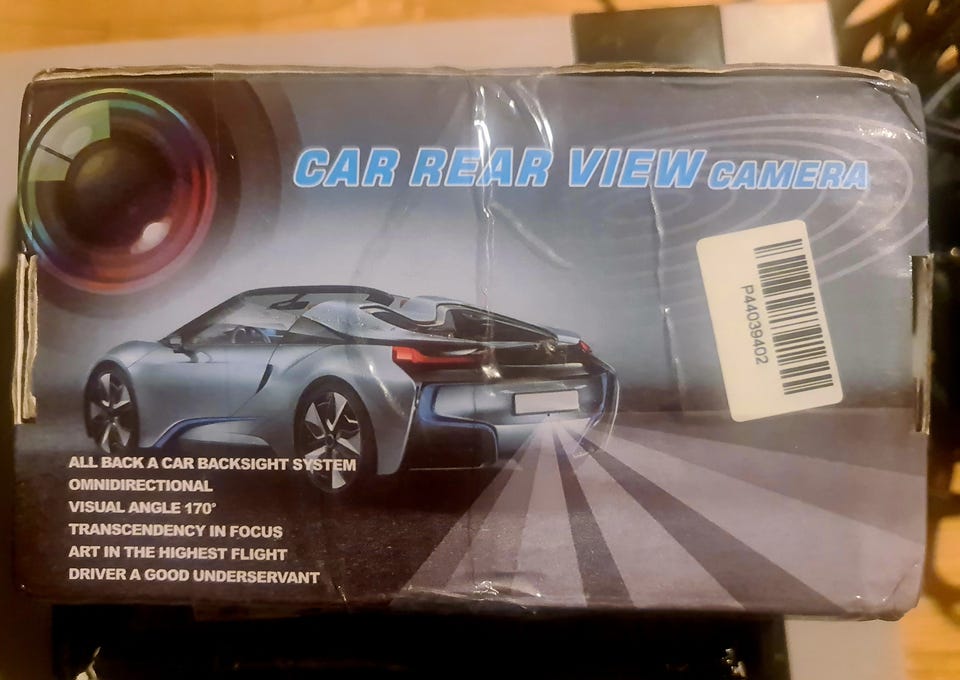 CAR REAR VIEW CAMERA
P44039402
ALL BACK A CAR BACKSIGHT SYSTEM
OMNIDIRECTIONAL
VISUAL ANGLE 170°
TRANSCENDENCY IN FOCUS
ART IN THE HIGHEST FLIGHT
DRIVER A GOOD UNDERSERVANT